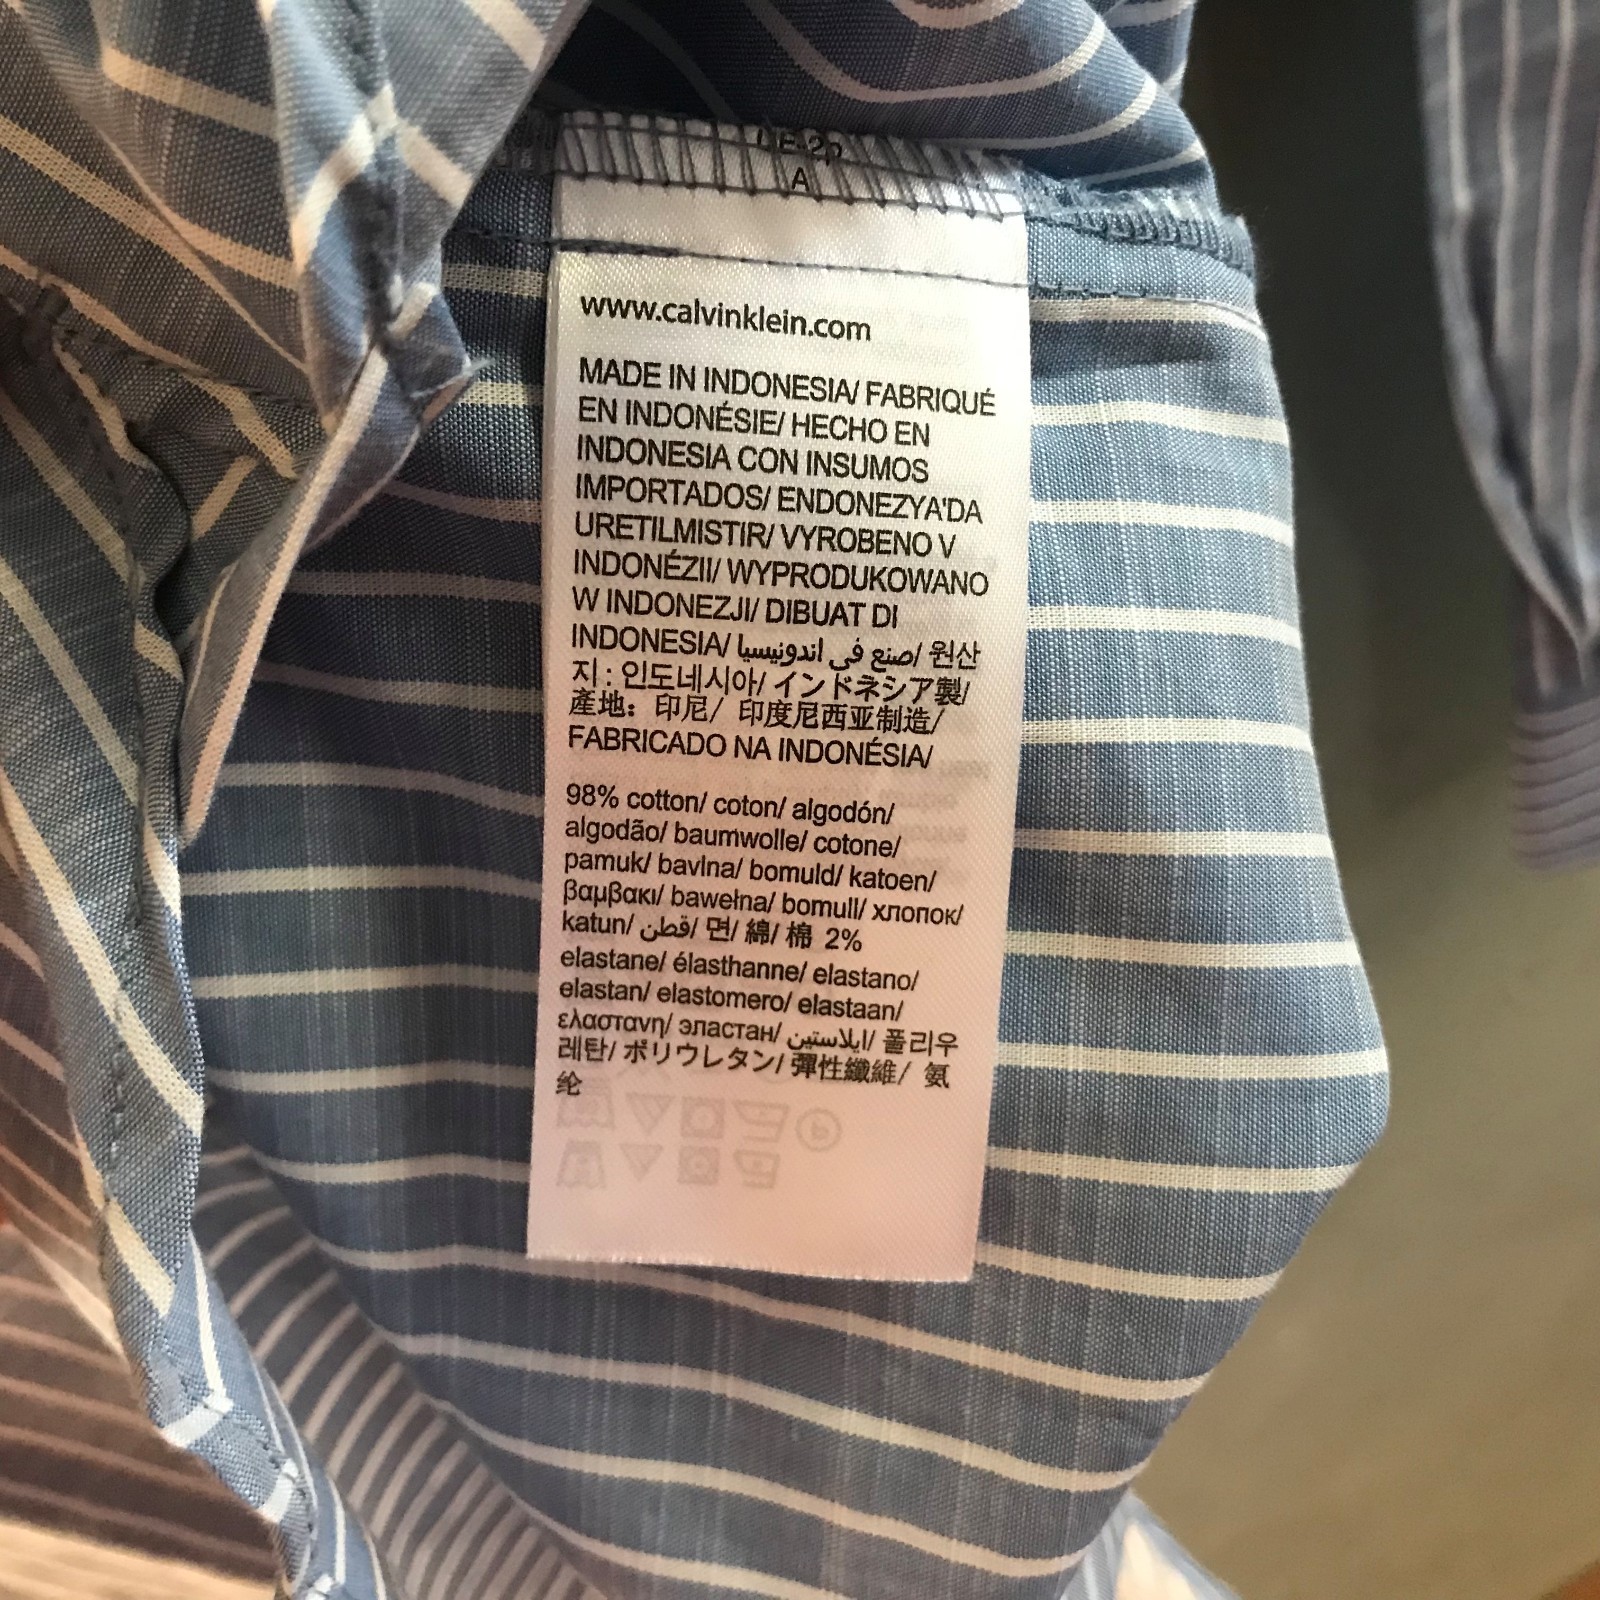 A
www.calvinklein.com
MADE IN INDONESIA/ FABRIQUÉ
EN INDONÉSIE/ HECHO EN
INDONESIA CON INSUMOS
IMPORTADOS/ ENDONEZYA'DA
URETILMISTIR/ VYROBENO V
INDONÉZII/ WYPRODUKOWANO
W INDONEZJI/ DIBUAT DI
INDONESIA/ صنع في اندونيسيا/ 원산
지 : 인도네시아/ インドネシア製/
產地：印尼/ 印度尼西亚制造/
FABRICADO NA INDONÉSIA/
98% cotton/ coton/ algodón/
algodão/ baumwolle/ cotone/
pamuk/ bavlna/ bomuld/ katoen/
βαμβακι/ bawełna/ bomull/ хлопок/
katun/ قطن/ 면/ 綿/ 棉 2%
elastane/ élasthanne/ elastano/
elastan/ elastomero/ elastaan/
ελαστανη/ эластан/ ايلاستين/ 폴리우
레탄/ ポリウレタン/ 彈性纖維/ 氨
纶